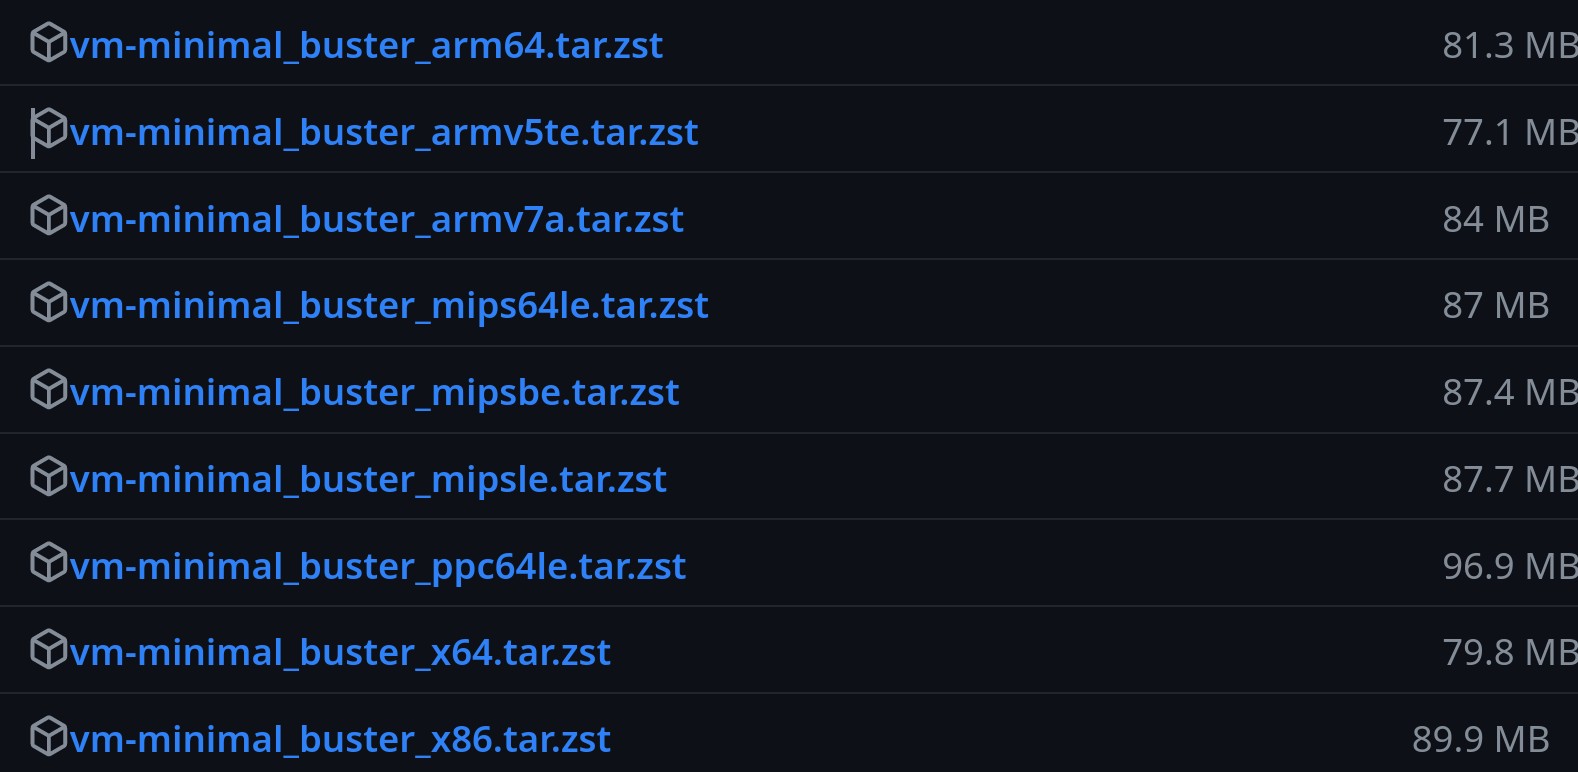 vm-minimal_buster_arm64.tar.zst 81.3 MB
vm-minimal_buster_armv5te.tar.zst 77.1 MB
vm-minimal_buster_armv7a.tar.zst 84 MB
vm-minimal_buster_mips64le.tar.zst 87 MB
vm-minimal_buster_mipsbe.tar.zst 87.4 MB
vm-minimal_buster_mipsle.tar.zst 87.7 MB
vm-minimal_buster_ppc64le.tar.zst 96.9 MB
vm-minimal_buster_x64.tar.zst 79.8 MB
vm-minimal_buster_x86.tar.zst 89.9 MB